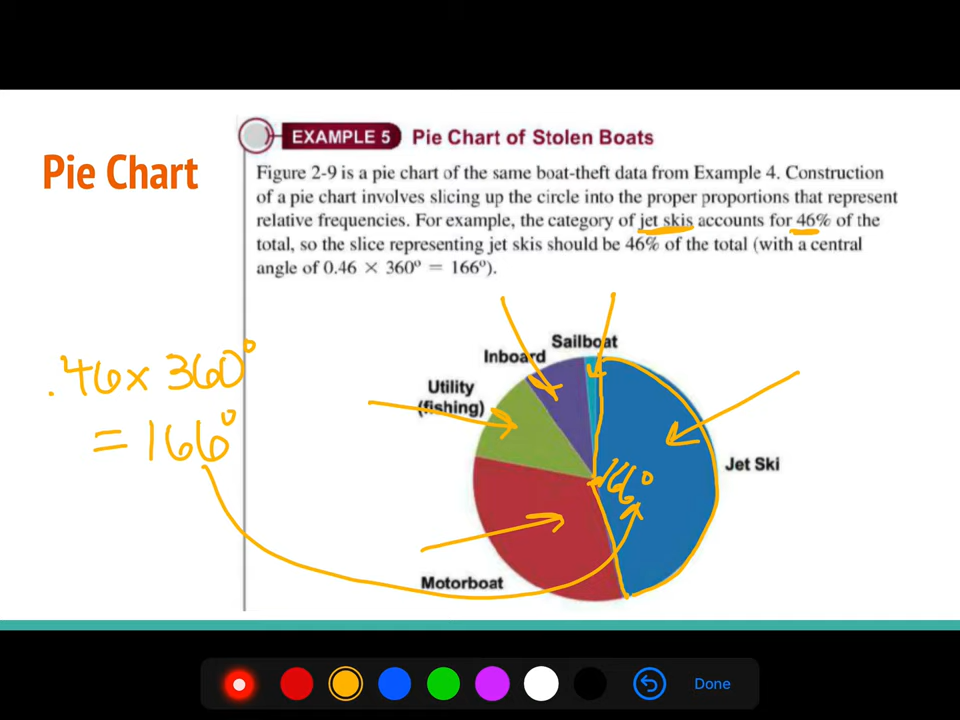 Pie Chart
EXAMPLE 5 Pie Chart of Stolen Boats
Figure 2-9 is a pie chart of the same boat-theft data from Example 4. Construction
of a pie chart involves slicing up the circle into the proper proportions that represent
relative frequencies. For example, the category of jet skis accounts for 46% of the
total, so the slice representing jet skis should be 46% of the total (with a central
angle of 0.46 × 360º = 166º).
.46 x 360°
= 166°
Sailboat
Inboard
Utility
(fishing)
166°
Jet Ski
Motorboat
Done